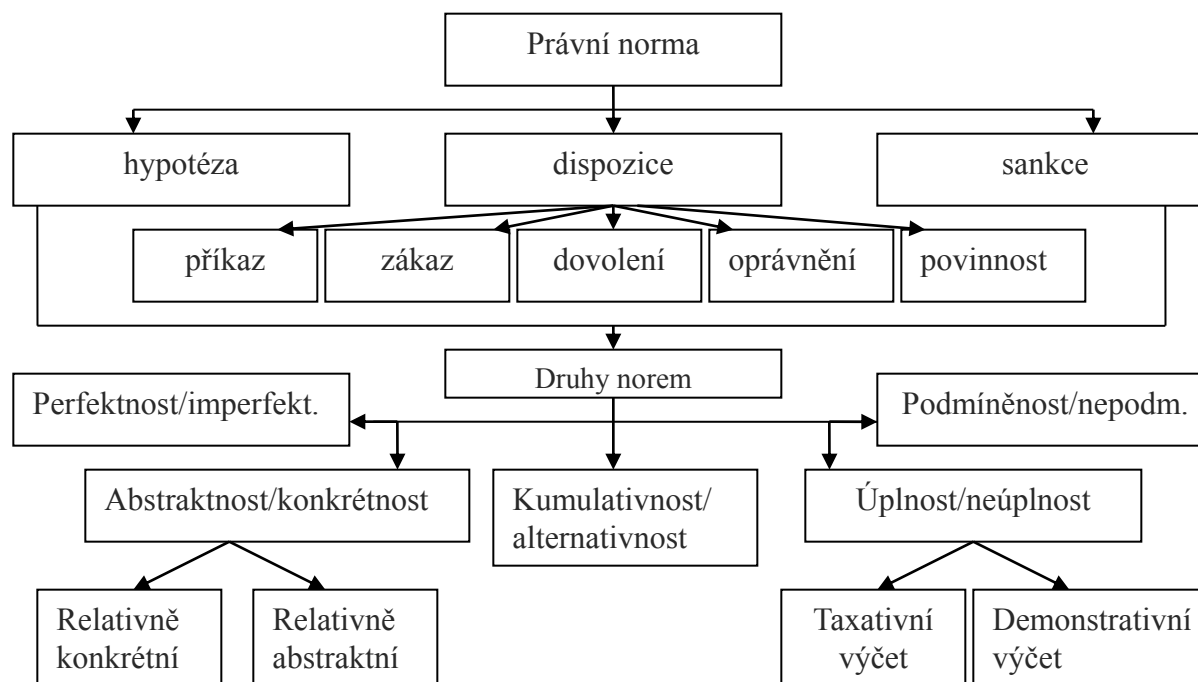 Právní norma
hypotéza
dispozice
sankce
příkaz
zákaz
dovolení
oprávnění
povinnost
Druhy norem
Perfektnost/imperfekt.
Podmíněnost/nepodm.
Abstraktnost/konkrétnost
Kumulativnost/
alternativnost
Úplnost/neúplnost
Relativně
konkrétní
Relativně
abstraktní
Taxativní
výčet
Demonstrativní
výčet